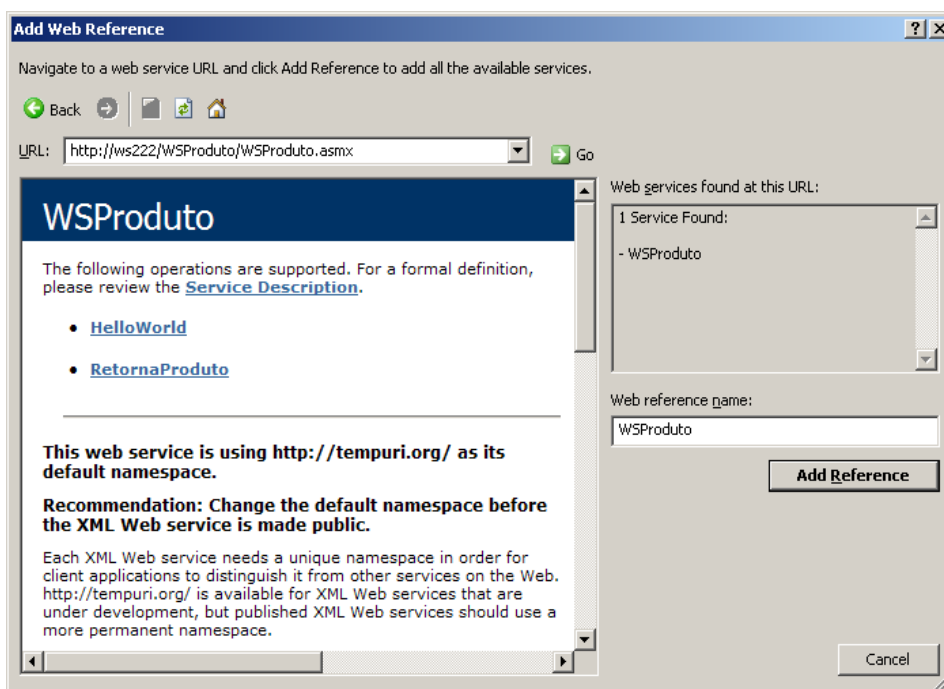 Add Web Reference
Navigate to a web service URL and click Add Reference to add all the available services.
Back
URL: http://ws222/WSProduto/WSProduto.asmx Go
WSProduto
The following operations are supported. For a formal definition,
please review the Service Description.
• HelloWorld
• RetornaProduto
This web service is using http://tempuri.org/ as its
default namespace.
Recommendation: Change the default namespace before
the XML Web service is made public.
Each XML Web service needs a unique namespace in order for
client applications to distinguish it from other services on the Web.
http://tempuri.org/ is available for XML Web services that are
under development, but published XML Web services should use a
more permanent namespace.
Web services found at this URL:
1 Service Found:
- WSProduto
Web reference name:
WSProduto
Add Reference
Cancel